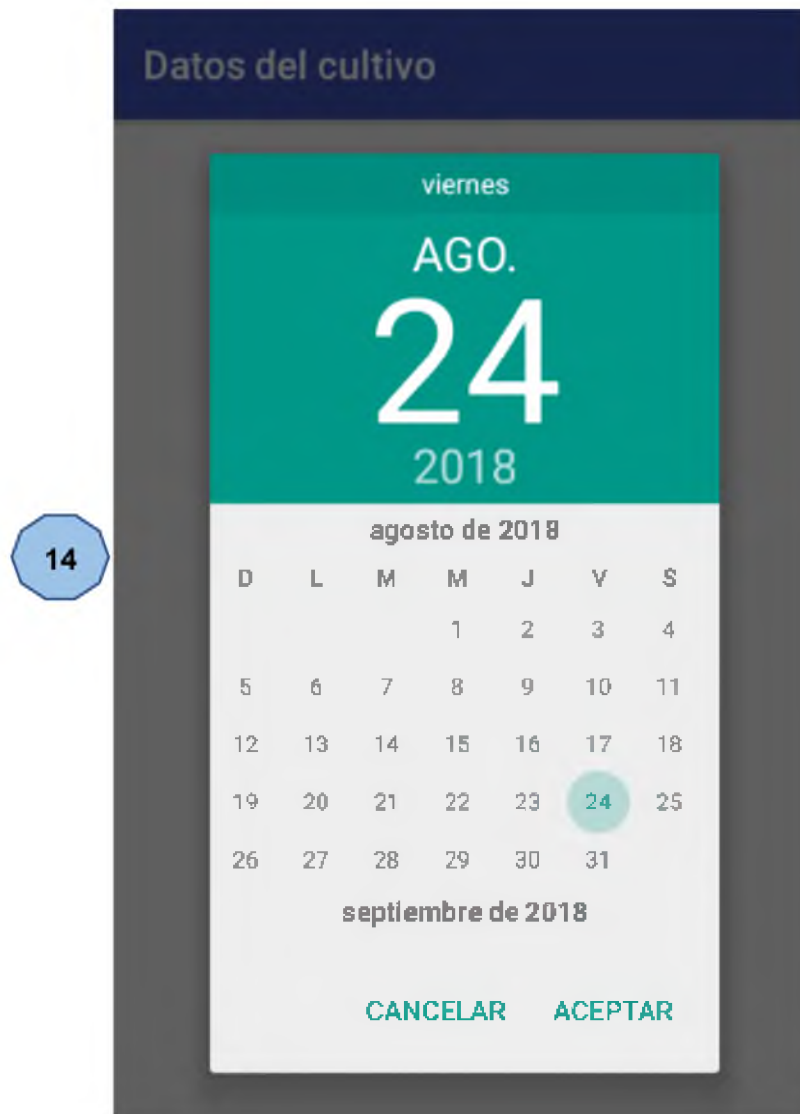 Datos del cultivo
viernes
AGO.
24
2018
14
agosto de 2018
D L M M J V S
1 2 3 4
5 6 7 8 9 10 11
12 13 14 15 16 17 18
19 20 21 22 23 24 25
26 27 28 29 30 31
septiembre de 2018
CANCELAR ACEPTAR